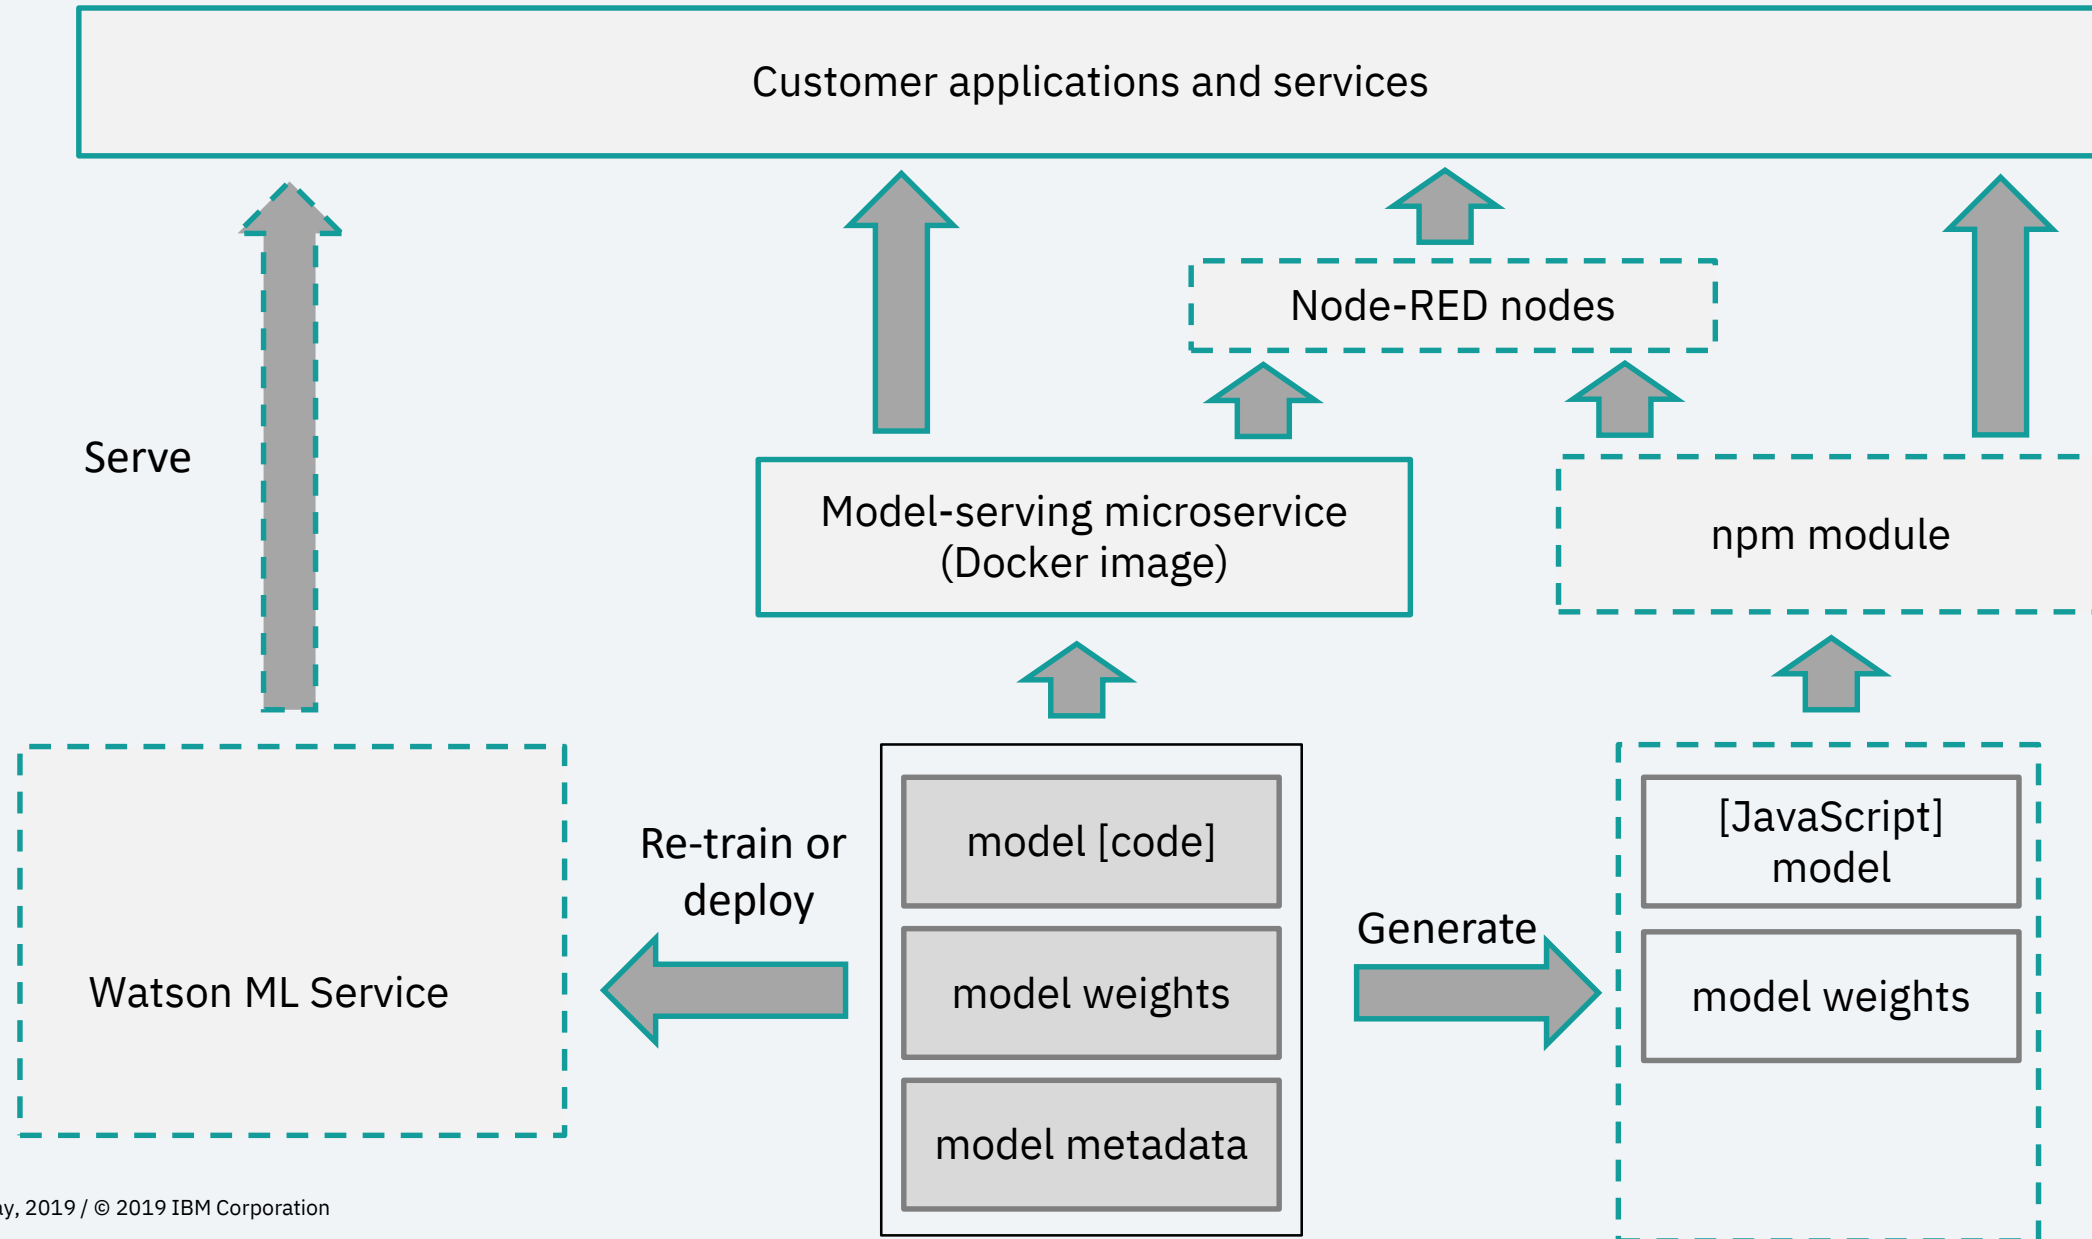 Customer applications and services
Node-RED nodes
Serve
Model-serving microservice
(Docker image)
npm module
Re-train or
deploy
model [code]
[JavaScript]
model
Generate
Watson ML Service
model weights
model weights
model metadata
2019 / © 2019 IBM Corporation